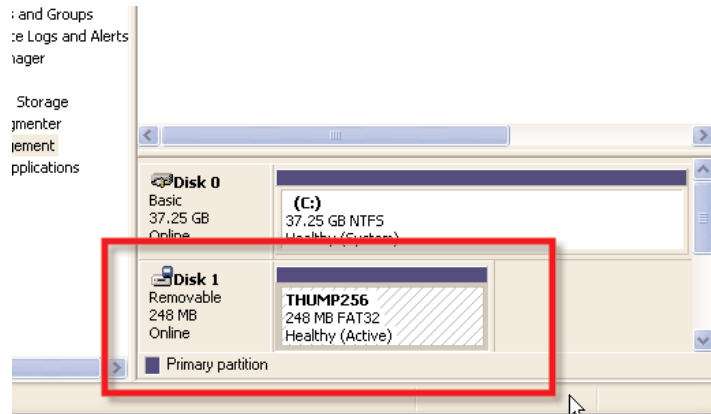 s and Groups
ce Logs and Alerts
nager
Storage
gmenter
gement
pplications
Disk 0
Basic
37.25 GB
Online
(C:)
37.25 GB NTFS
Healthy (System)
Disk 1
Removable
248 MB
Online
THUMP256
248 MB FAT32
Healthy (Active)
Primary partition